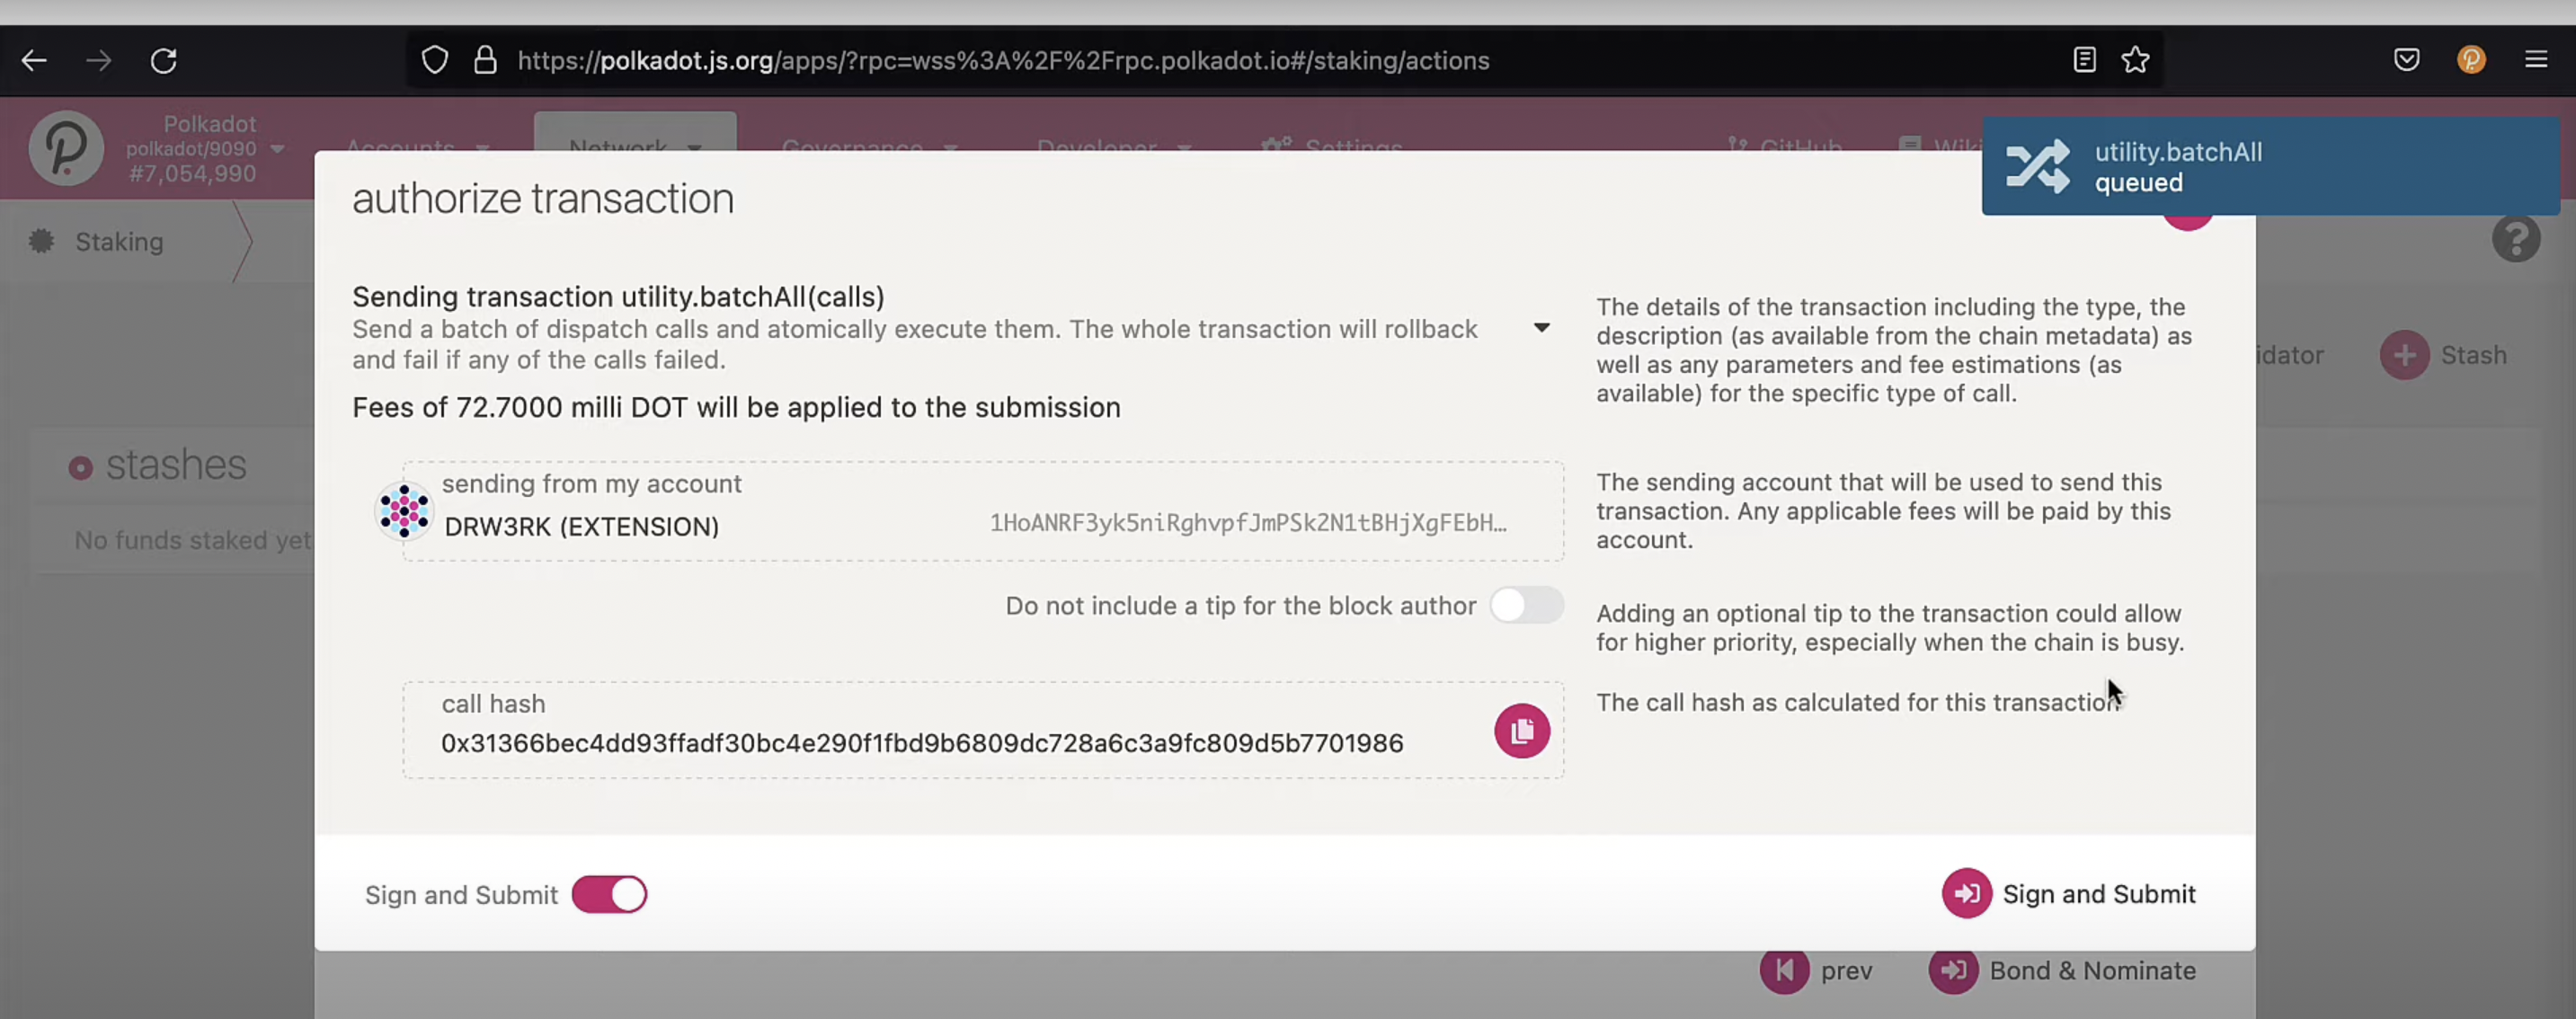 https://polkadot.js.org/apps/?rpc=wss%3A%2F%2Frpc.polkadot.io#/staking/actions
Polkadot
polkadot/9090
#7,054,990
Accounts
Network
Governance
Developer
Settings
GitHub
Wiki
utility.batchAll
queued
Staking
authorize transaction
Sending transaction utility.batchAll(calls)
Send a batch of dispatch calls and atomically execute them. The whole transaction will rollback
and fail if any of the calls failed.
Fees of 72.7000 milli DOT will be applied to the submission
The details of the transaction including the type, the
description (as available from the chain metadata) as
well as any parameters and fee estimations (as
available) for the specific type of call.
idator
Stash
stashes
No funds staked yet
sending from my account
DRW3RK (EXTENSION)
1HoANRF3yk5niRghvpfJmPSk2N1tBHjXgFEbH…
The sending account that will be used to send this
transaction. Any applicable fees will be paid by this
account.
Do not include a tip for the block author
Adding an optional tip to the transaction could allow
for higher priority, especially when the chain is busy.
call hash
0x31366bec4dd93ffadf30bc4e290f1fbd9b6809dc728a6c3a9fc809d5b7701986
The call hash as calculated for this transaction
Sign and Submit
Sign and Submit
prev
Bond & Nominate